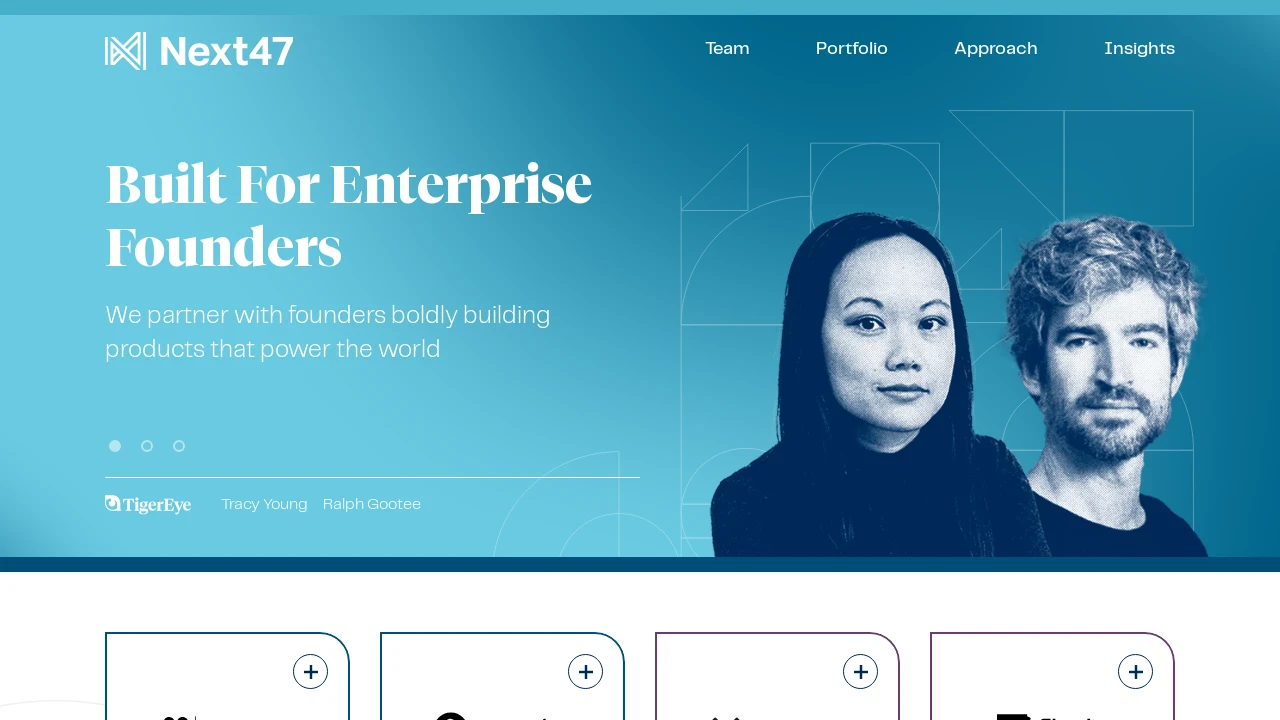 Next47
Team Portfolio Approach Insights
Built For Enterprise
Founders
We partner with founders boldly building
products that power the world
TigerEye Tracy Young Ralph Gootee